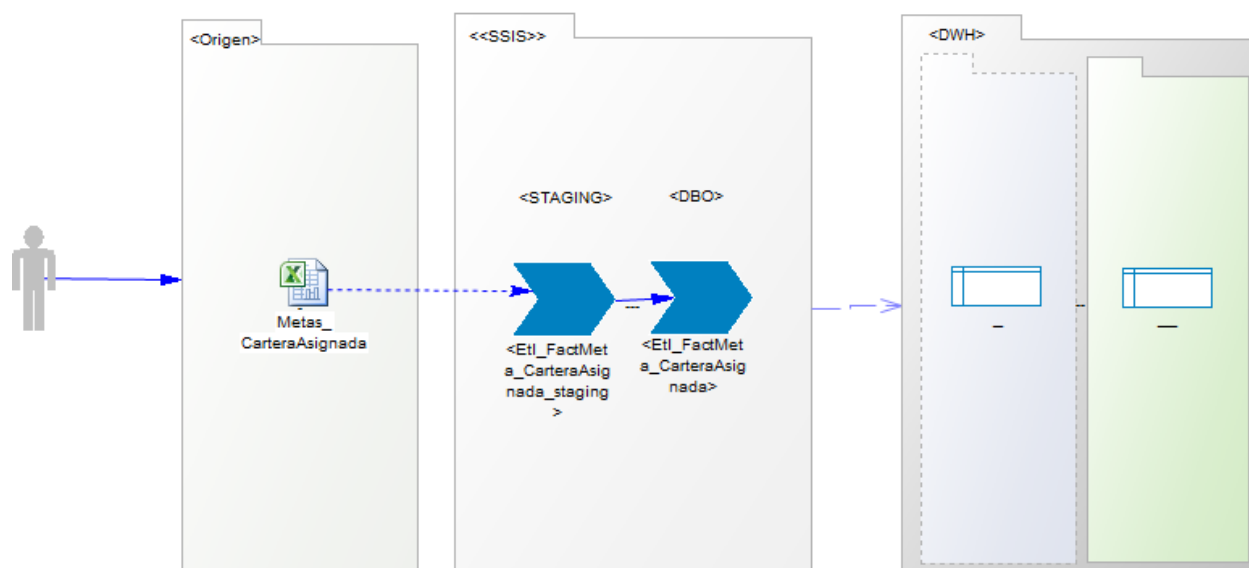 <Origen>
<<SSIS>>
<DWH>
<STAGING>
<DBO>
Metas_
CarteraAsignada
<Etl_FactMet
a_CarteraAsig
nada_staging
>
<Etl_FactMet
a_CarteraAsig
nada>